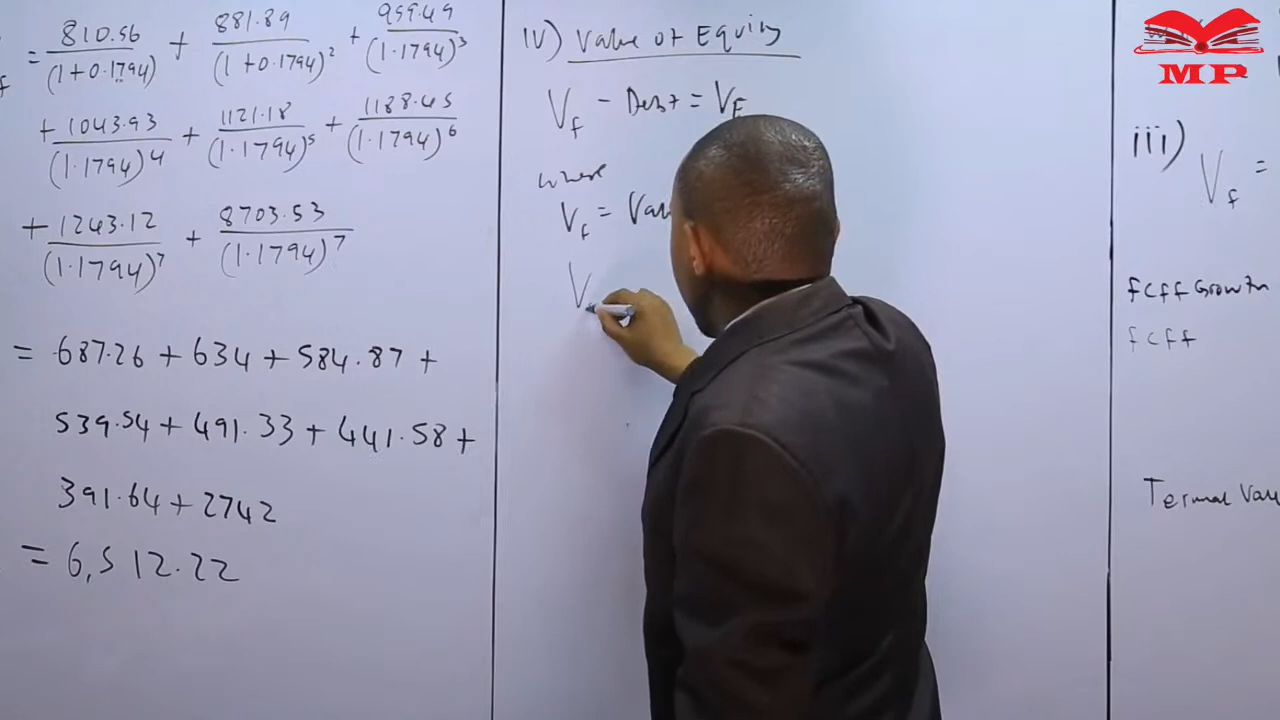 = 810.56/(1+0.1794) + 881.89/(1+0.1794)² + 959.49/(1.1794)³
+ 1043.93/(1.1794)⁴ + 1121.18/(1.1794)⁵ + 1188.45/(1.1794)⁶
+ 1243.12/(1.1794)⁷ + 8703.53/(1.1794)⁷
= 687.26 + 634 + 584.87 +
539.54 + 491.33 + 441.58 +
391.64 + 2742
= 6,512.22
iv) Value of Equity
Vf - Debt = VE
where
Vf =
V
MP
iii)
Vf =
fcff Growth
fcff